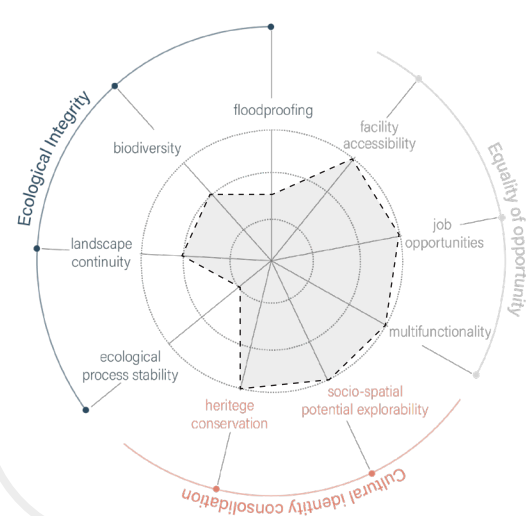 floodproofing
facility
accessibility
job
opportunities
multifunctionality
socio-spatial
potential explorability
heritege
conservation
ecological
process stability
landscape
continuity
biodiversity
Ecological Integrity
Equality of opportunity
Cultural identity consolidation